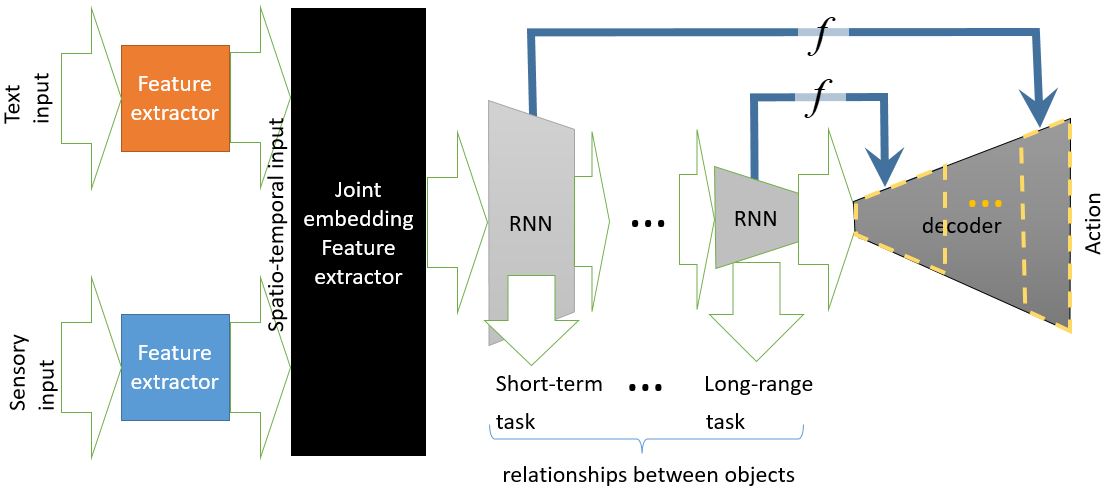 Text
input
Feature
extractor
Spatio-temporal input
Sensory
input
Feature
extractor
Joint
embedding
Feature
extractor
RNN
...
RNN
f
f
...
decoder
Action
Short-term
task
...
Long-range
task
relationships between objects